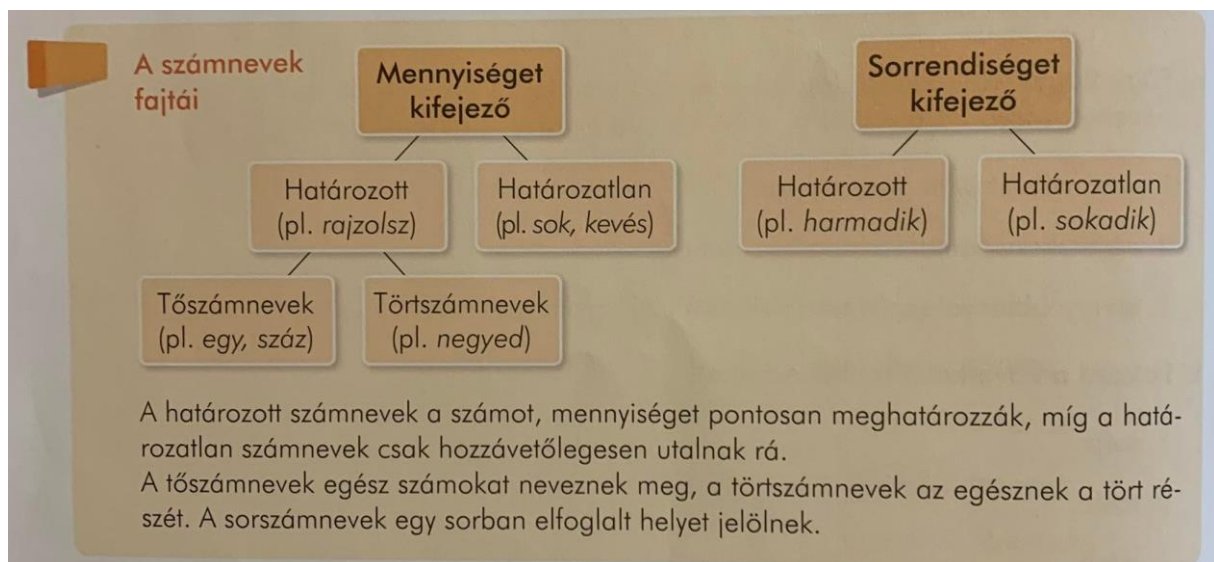 A számnevek
fajtái
Mennyiséget
kifejező
Sorrendiséget
kifejező
Határozott
(pl. rajzolsz)
Határozatlan
(pl. sok, kevés)
Határozott
(pl. harmadik)
Határozatlan
(pl. sokadik)
Tőszámnevek
(pl. egy, száz)
Törtszámnevek
(pl. negyed)
A határozott számnevek a számot, mennyiséget pontosan meghatározzák, míg a hatá-
rozatlan számnevek csak hozzávetőlegesen utalnak rá.
A tőszámnevek egész számokat neveznek meg, a törtszámnevek az egésznek a tört ré-
szét. A sorszámnevek egy sorban elfoglalt helyet jelölnek.